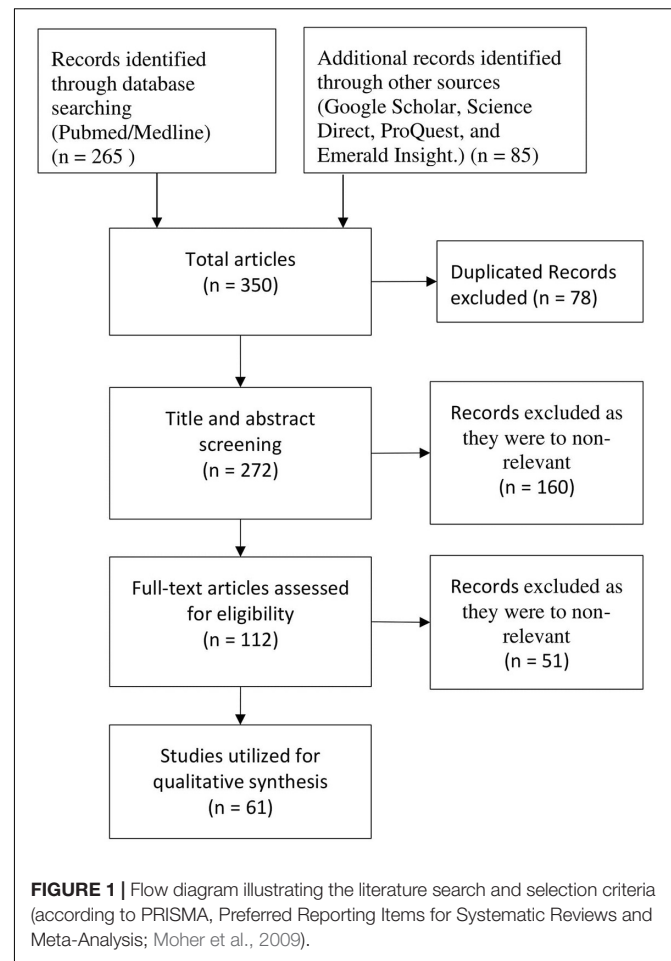 Records identified
through database
searching
(Pubmed/Medline)
(n = 265 )
Additional records identified
through other sources
(Google Scholar, Science
Direct, ProQuest, and
Emerald Insight.) (n = 85)
Total articles
(n = 350)
Duplicated Records
excluded (n = 78)
Title and abstract
screening
(n = 272)
Records excluded as
they were to non-
relevant
(n = 160)
Full-text articles assessed
for eligibility
(n = 112)
Records excluded as
they were to non-
relevant
(n = 51)
Studies utilized for
qualitative synthesis
(n = 61)
FIGURE 1 | Flow diagram illustrating the literature search and selection criteria
(according to PRISMA, Preferred Reporting Items for Systematic Reviews and
Meta-Analysis; Moher et al., 2009).